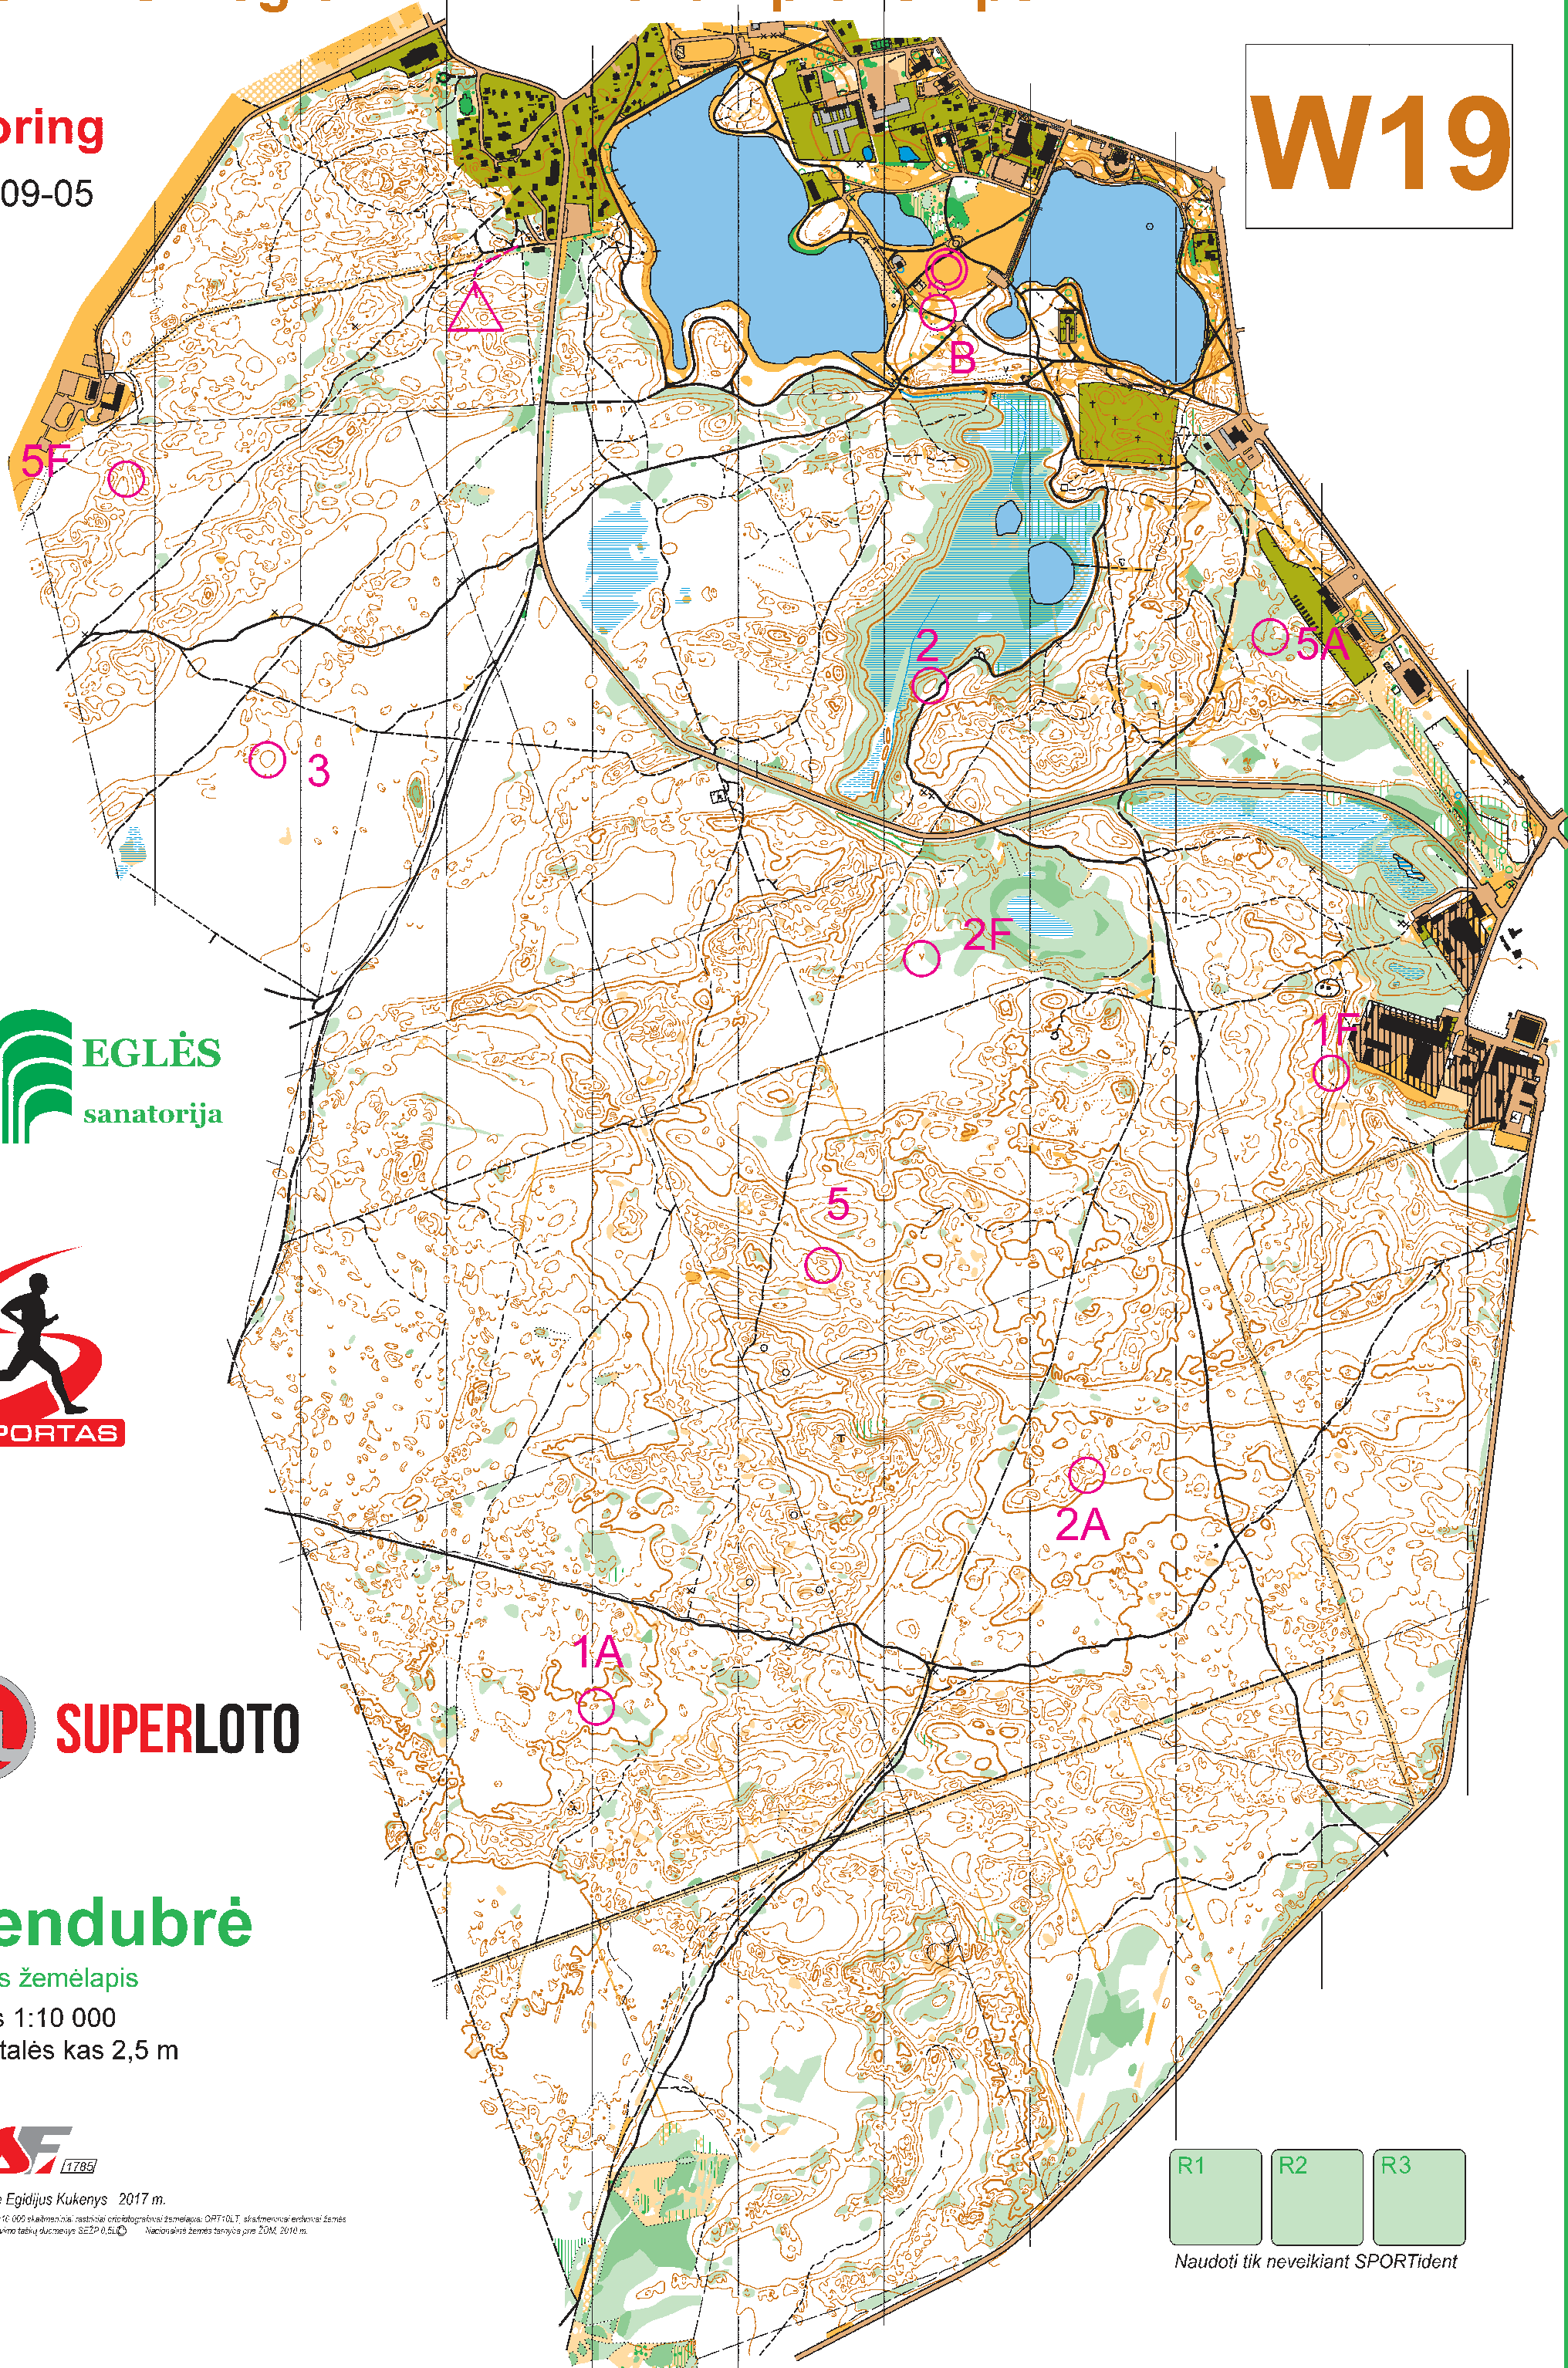 oring
09-05
W19
B
5F
2
5A
3
2F
1F
EGLĖS
sanatorija
5
PORTAS
2A
1A
SUPERLOTO
endubrė
s žemėlapis
s 1:10 000
talės kas 2,5 m
1785
R1 R2 R3
Egidijus Kukenys 2017 m.
Naudoti tik neveikiant SPORTident